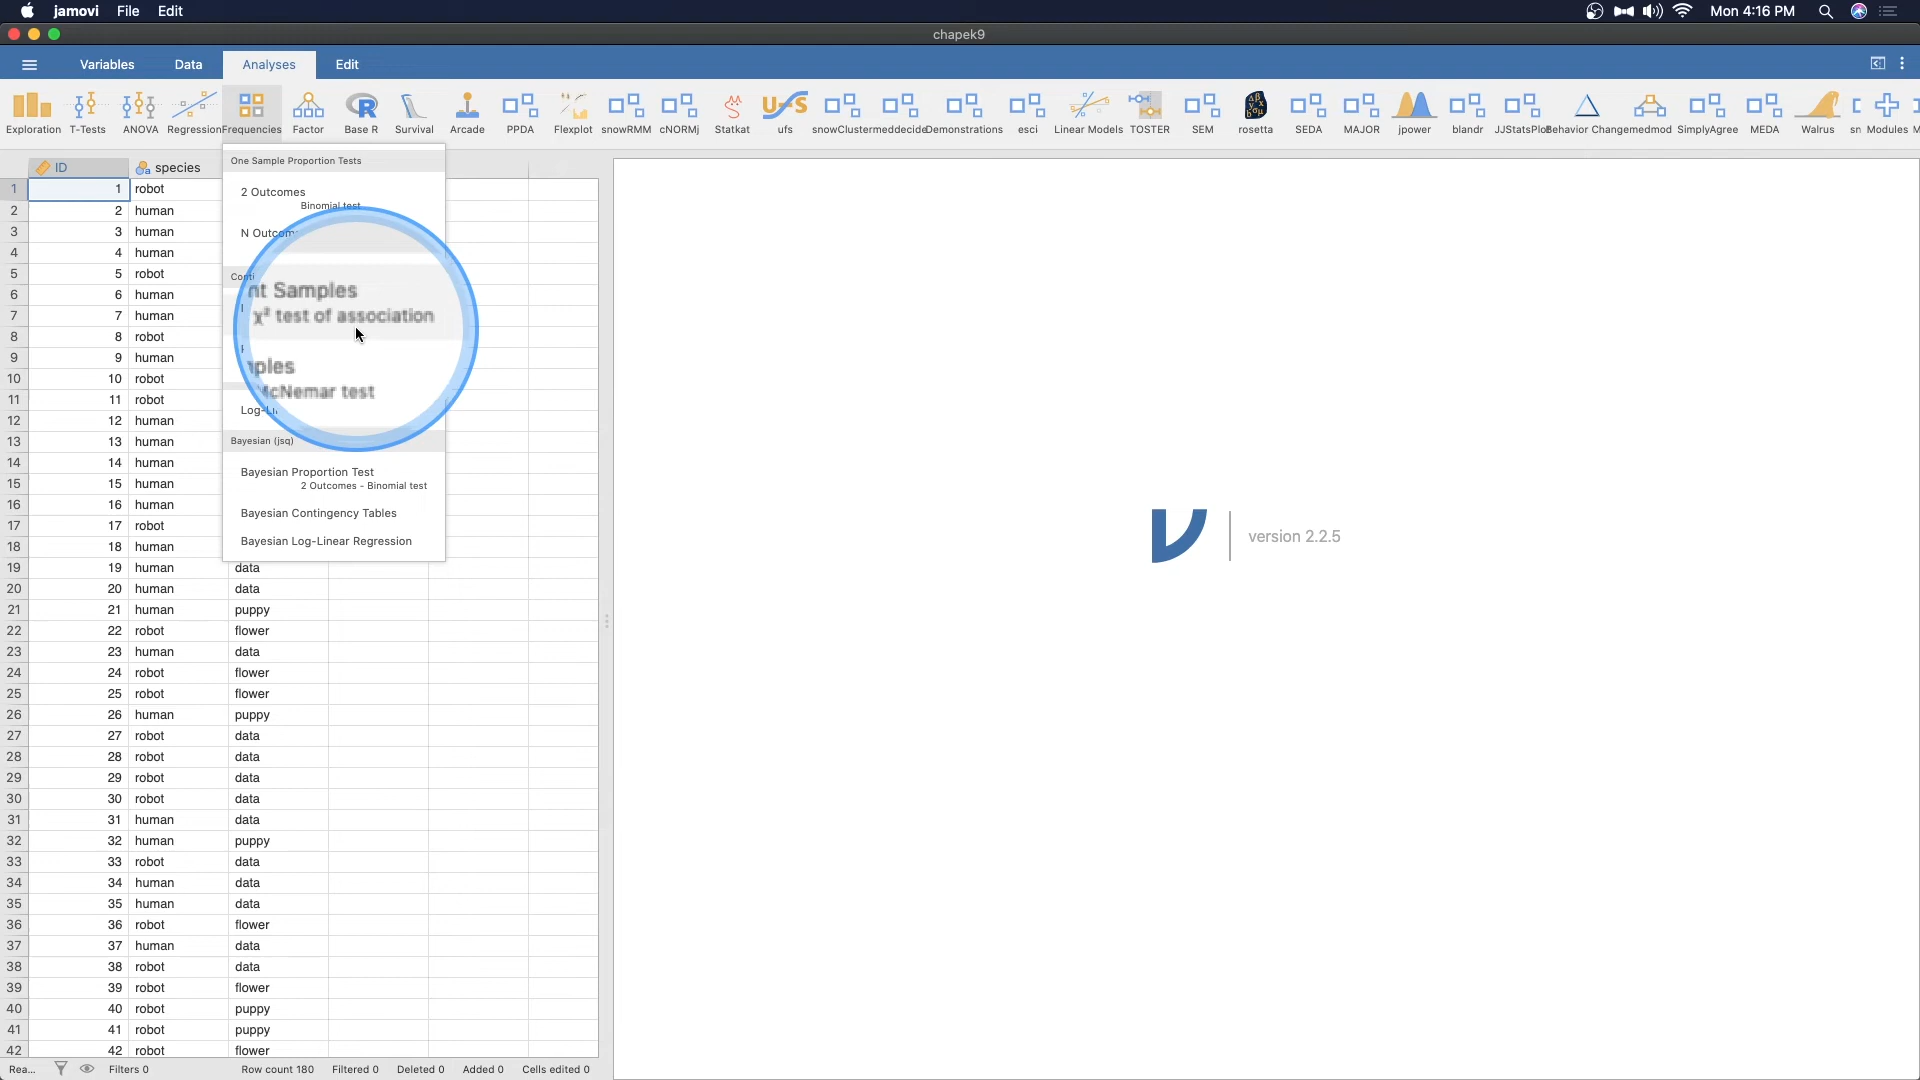 jamovi File Edit
Mon 4:16 PM
chapek9
Variables Data Analyses Edit
Exploration T-Tests ANOVA Regression Frequencies Factor Base R Survival Arcade PPDA Flexplot snowRMM cNORMj Statkat ufs snowCluster meddecide Demonstrations esci Linear Models TOSTER SEM rosetta SEDA MAJOR jpower blandr JJStatsPlot Behavior Change medmod SimplyAgree MEDA Walrus sn Modules
ID species
One Sample Proportion Tests
2 Outcomes
Binomial test
N Outcom
Conti
nt Samples
χ² test of association
ples
McNemar test
Log-Li
Bayesian (jsq)
Bayesian Proportion Test
2 Outcomes - Binomial test
Bayesian Contingency Tables
Bayesian Log-Linear Regression
1 1 robot
2 2 human
3 3 human
4 4 human
5 5 robot
6 6 human
7 7 human
8 8 robot
9 9 human
10 10 robot
11 11 robot
12 12 human
13 13 human
14 14 human
15 15 human
16 16 human
17 17 robot
18 18 human
19 19 human data
20 20 human data
21 21 human puppy
22 22 robot flower
23 23 human data
24 24 robot flower
25 25 robot flower
26 26 human puppy
27 27 robot data
28 28 robot data
29 29 robot data
30 30 robot data
31 31 human data
32 32 human puppy
33 33 robot data
34 34 human data
35 35 human data
36 36 robot flower
37 37 human data
38 38 robot data
39 39 robot flower
40 40 robot puppy
41 41 robot puppy
42 42 robot flower
version 2.2.5
Rea... Filters 0 Row count 180 Filtered 0 Deleted 0 Added 0 Cells edited 0